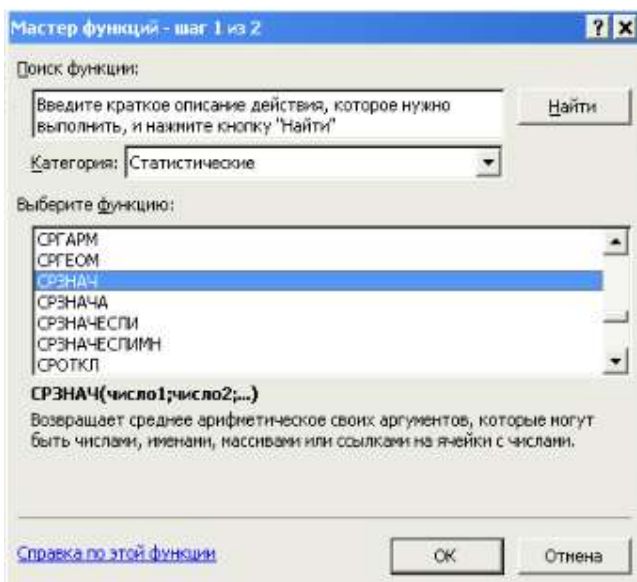 Мастер функций - шаг 1 из 2
Поиск функции:
Введите краткое описание действия, которое нужно
выполнить, и нажмите кнопку "Найти"
Найти
Категория: Статистические
Выберите функцию:
СРГАРМ
СРГЕОМ
СРЗНАЧ
СРЗНАЧА
СРЗНАЧЕСЛИ
СРЗНАЧЕСЛИМН
СРОТКЛ
СРЗНАЧ(число1;число2;...)
Возвращает среднее арифметическое своих аргументов, которые могут
быть числами, именами, массивами или ссылками на ячейки с числами.
Справка по этой функции
ОК
Отмена